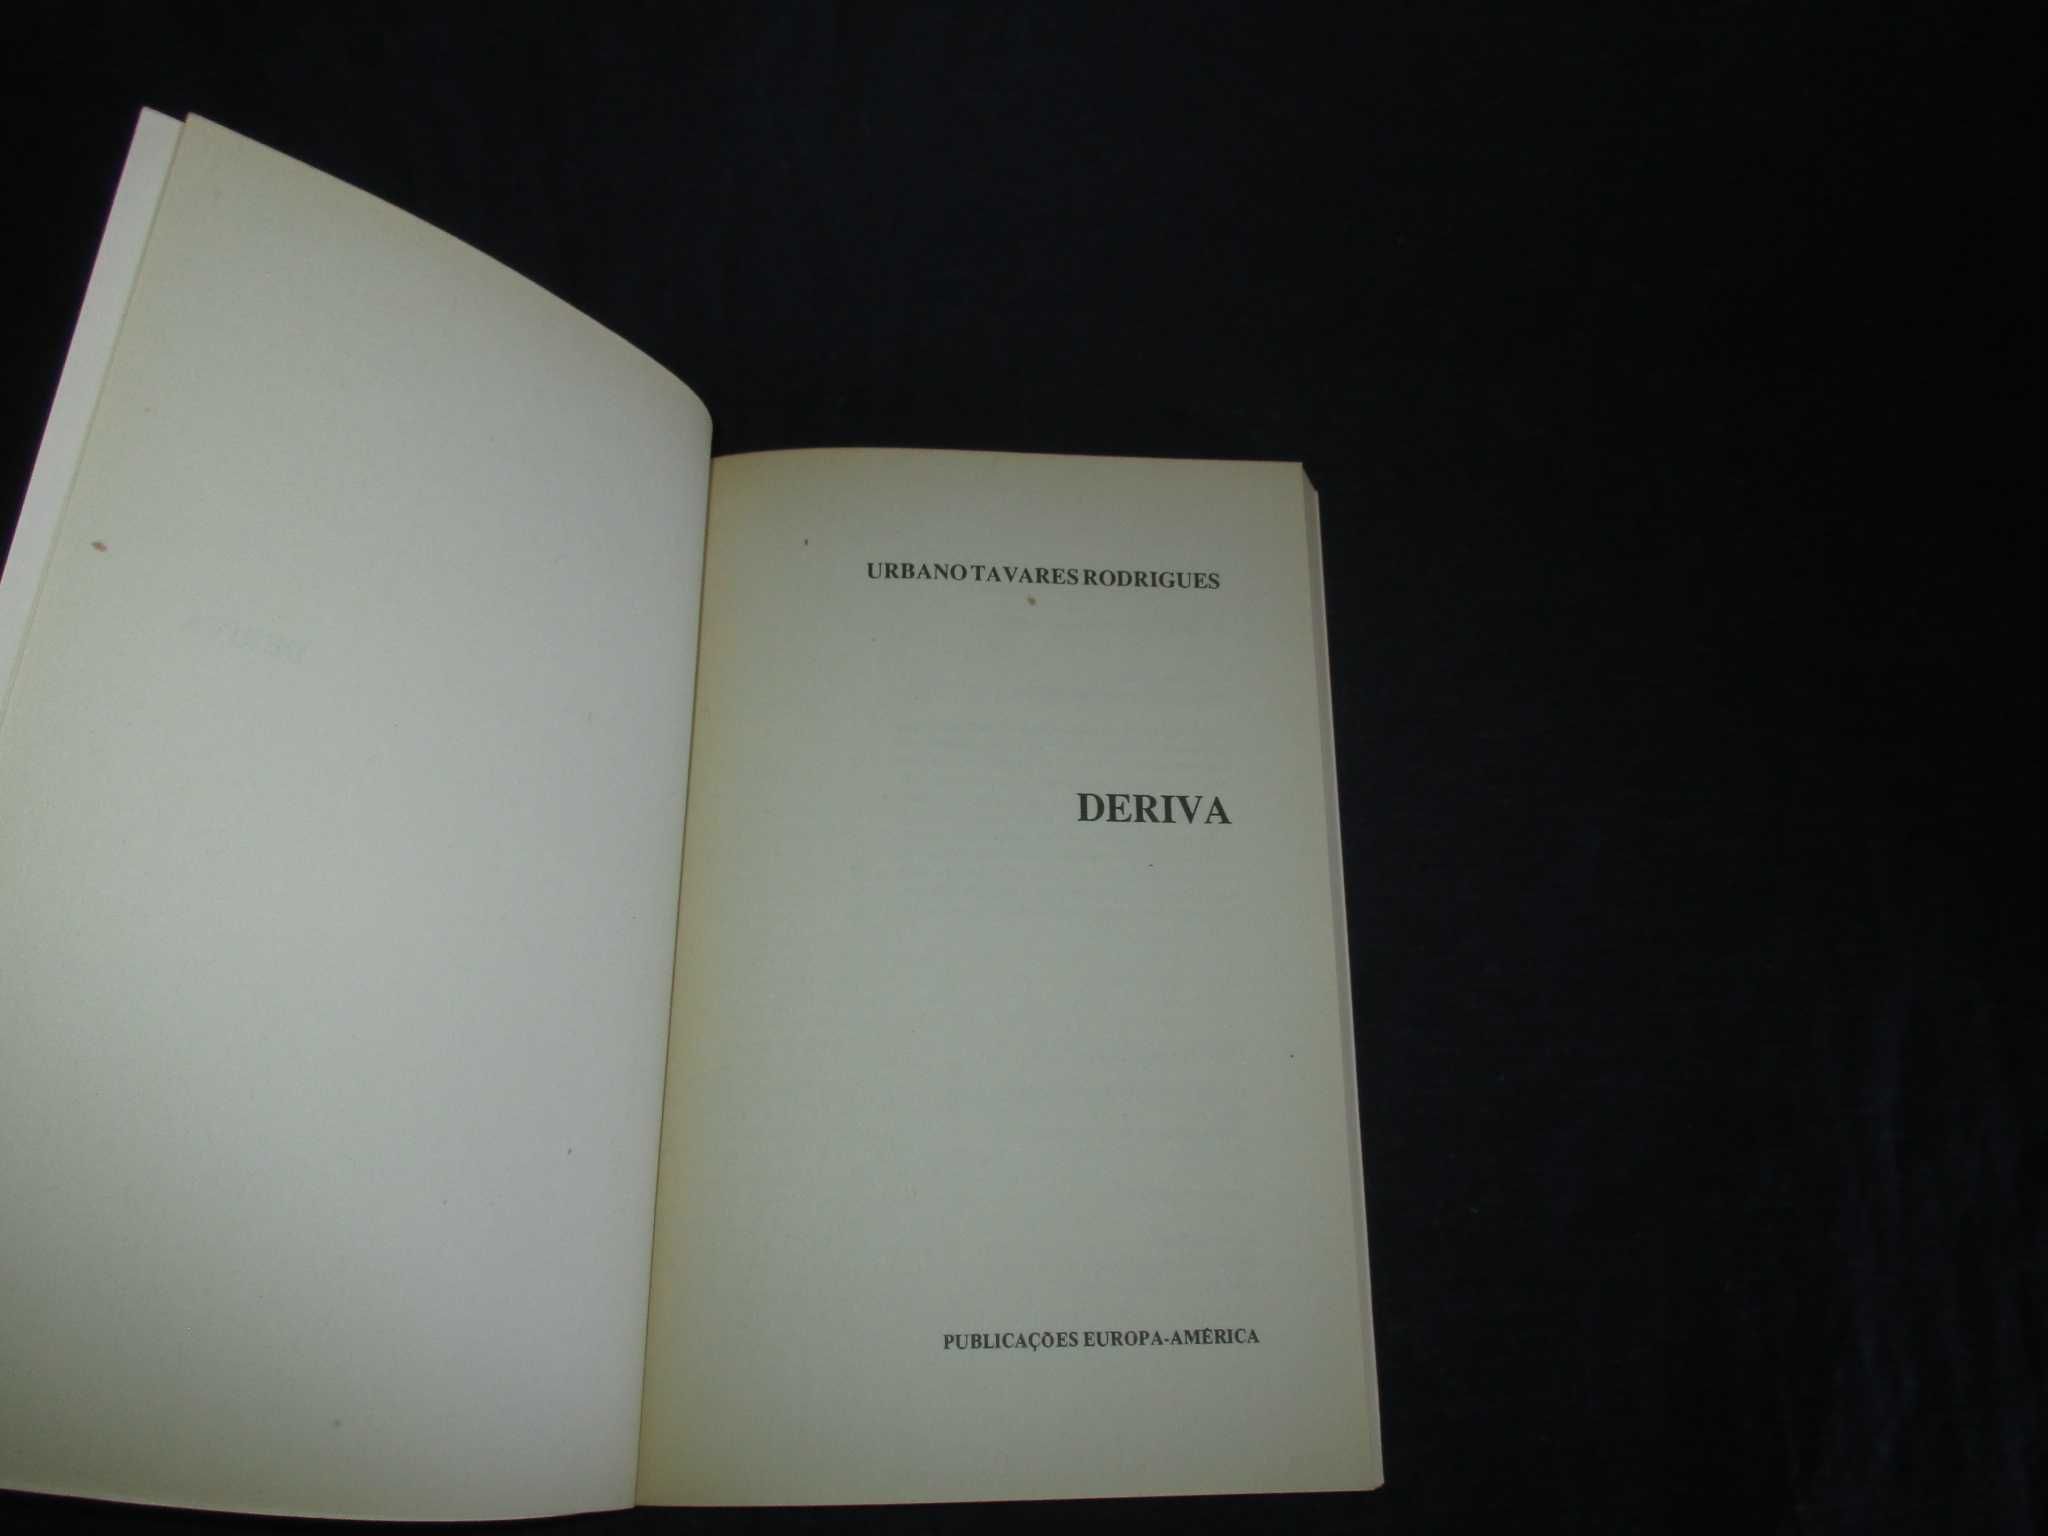 URBANO TAVARES RODRIGUES
DERIVA
PUBLICAÇÕES EUROPA-AMÉRICA